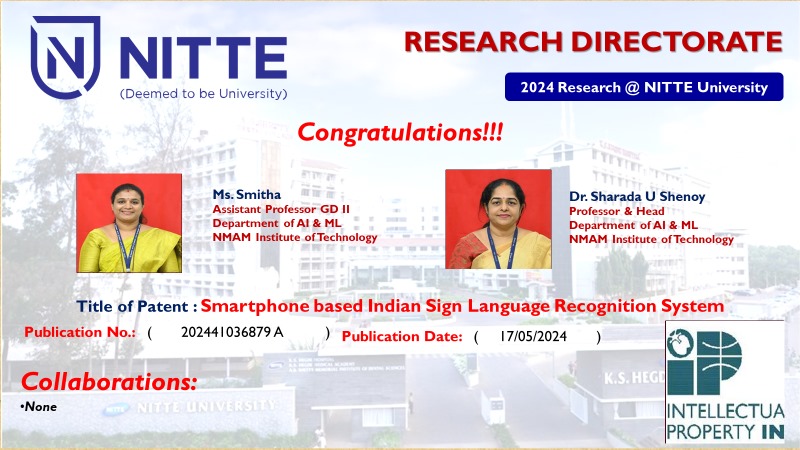 NITTE
(Deemed to be University)
RESEARCH DIRECTORATE
2024 Research @ NITTE University
Congratulations!!!
Ms. Smitha
Assistant Professor GD II
Department of AI & ML
NMAM Institute of Technology
Dr. Sharada U Shenoy
Professor & Head
Department of AI & ML
NMAM Institute of Technology
Title of Patent : Smartphone based Indian Sign Language Recognition System
Publication No.: ( 202441036879 A )
Publication Date: ( 17/05/2024 )
Collaborations:
•None
NITTE UNIVERSITY
K.S. HEGD
INTELLECTUA
PROPERTY IN